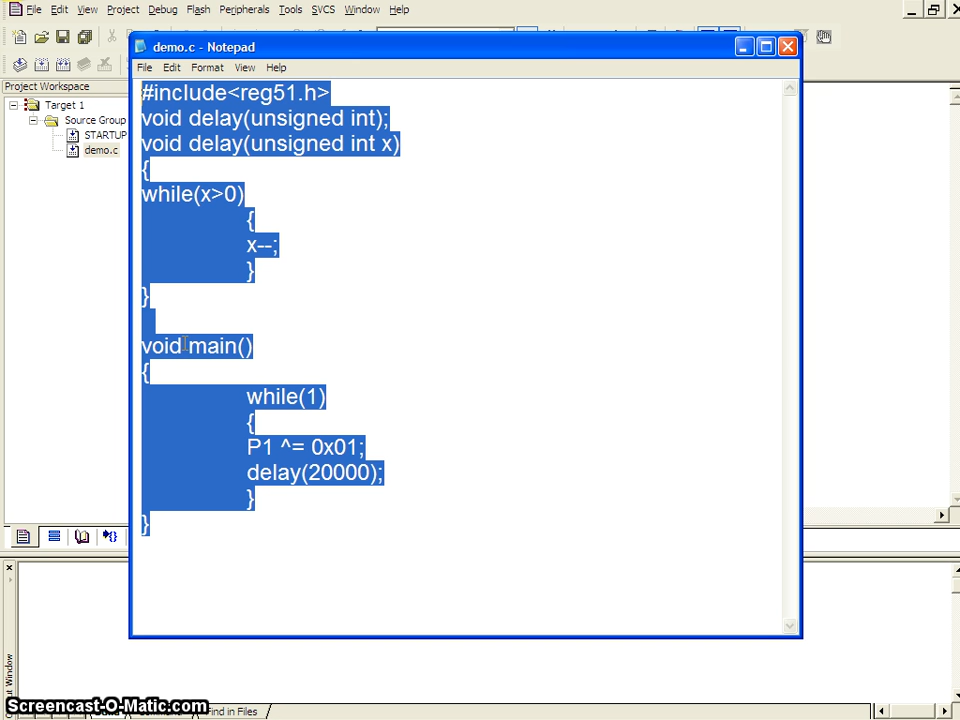 File Edit View Project Debug Flash Peripherals Tools SVCS Window Help
demo.c - Notepad
File Edit Format View Help
Project Workspace
Target 1
Source Group
STARTUP
demo.c
#include<reg51.h>
void delay(unsigned int);
void delay(unsigned int x)
{
while(x>0)
{
x--;
}
}
void main()
{
while(1)
{
P1 ^= 0x01;
delay(20000);
}
}
ut Window
Find in Files
Screencast-O-Matic.com